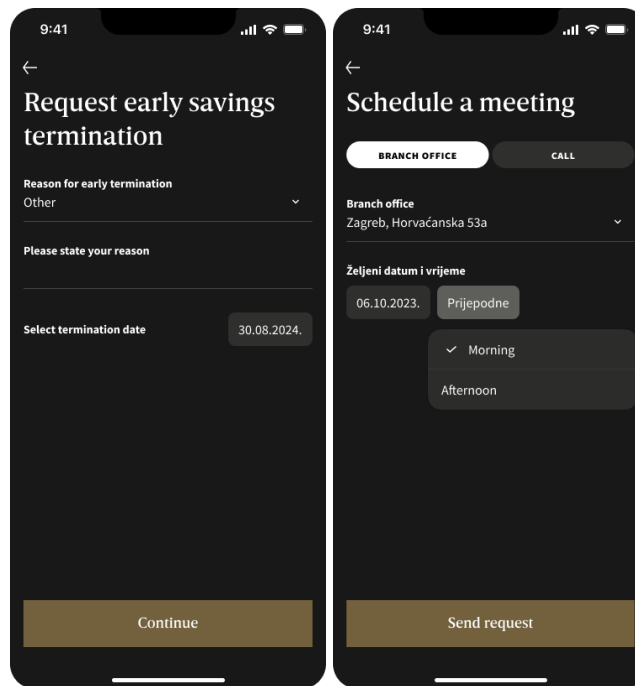 9:41
Request early savings
termination
Reason for early termination
Other
Please state your reason
Select termination date
30.08.2024.
Continue
9:41
Schedule a meeting
BRANCH OFFICE
CALL
Branch office
Zagreb, Horvaćanska 53a
Željeni datum i vrijeme
06.10.2023.
Prijepodne
Morning
Afternoon
Send request